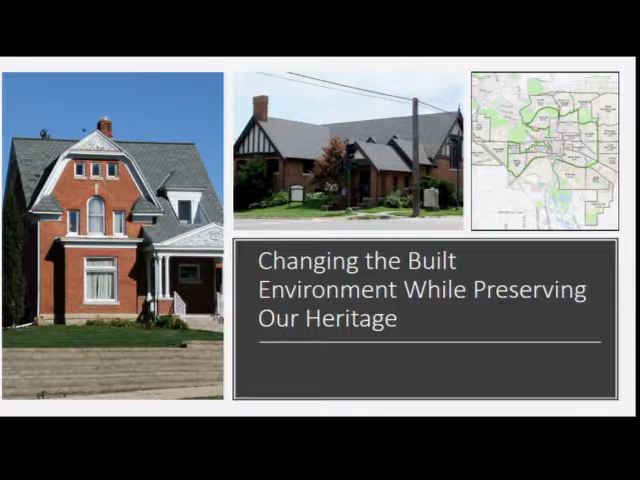 Changing the Built
Environment While Preserving
Our Heritage